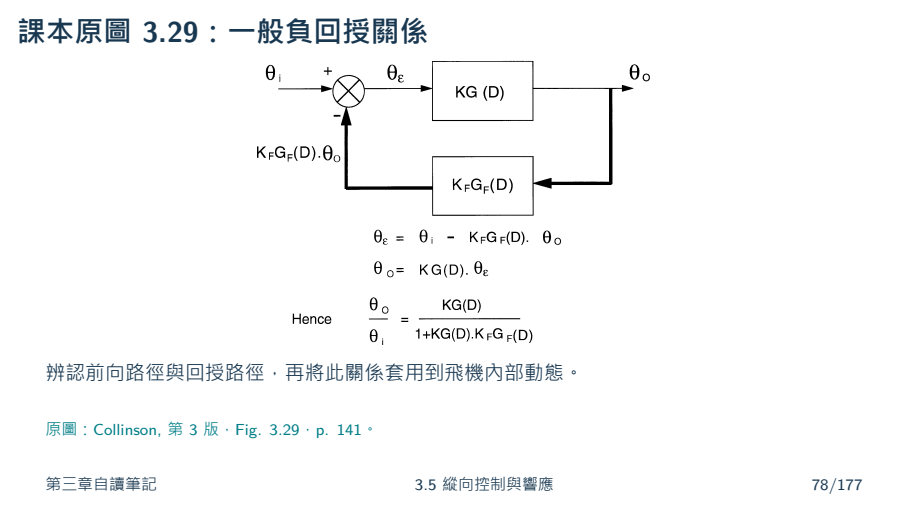 課本原圖 3.29：一般負回授關係
θi + θε KG (D) θO
-
KFGF(D).θO
KFGF(D)
θε = θi - KFGF(D). θO
θO = KG(D). θε
Hence θO / θi = KG(D) / 1+KG(D).KFGF(D)
辨認前向路徑與回授路徑，再將此關係套用到飛機內部動態。
原圖：Collinson, 第 3 版，Fig. 3.29，p. 141。
第三章自讀筆記 3.5 縱向控制與響應 78/177